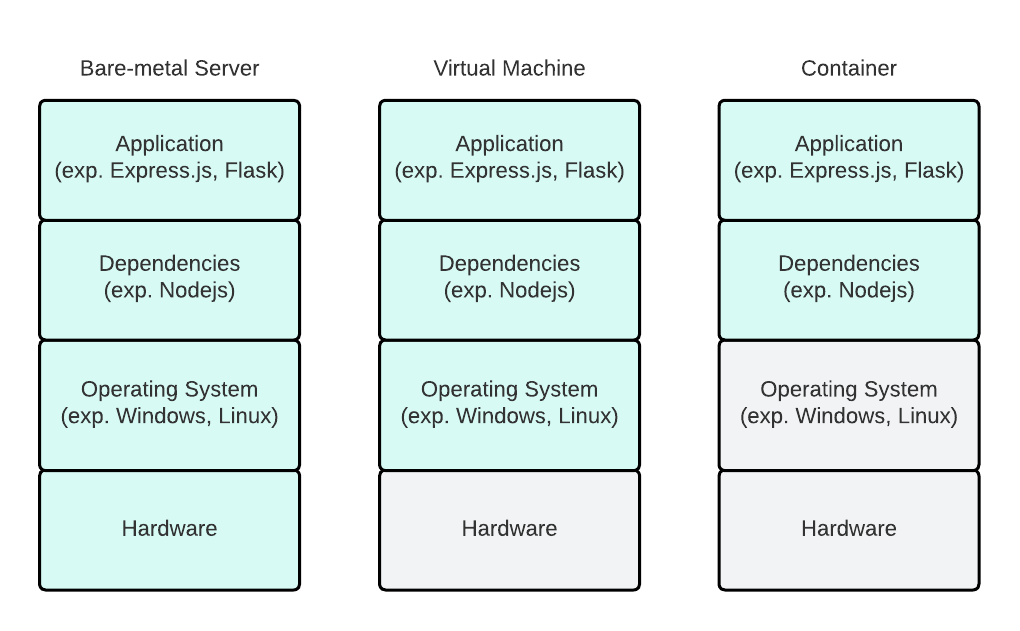 Bare-metal Server
Application
(exp. Express.js, Flask)
Dependencies
(exp. Nodejs)
Operating System
(exp. Windows, Linux)
Hardware
Virtual Machine
Application
(exp. Express.js, Flask)
Dependencies
(exp. Nodejs)
Operating System
(exp. Windows, Linux)
Hardware
Container
Application
(exp. Express.js, Flask)
Dependencies
(exp. Nodejs)
Operating System
(exp. Windows, Linux)
Hardware